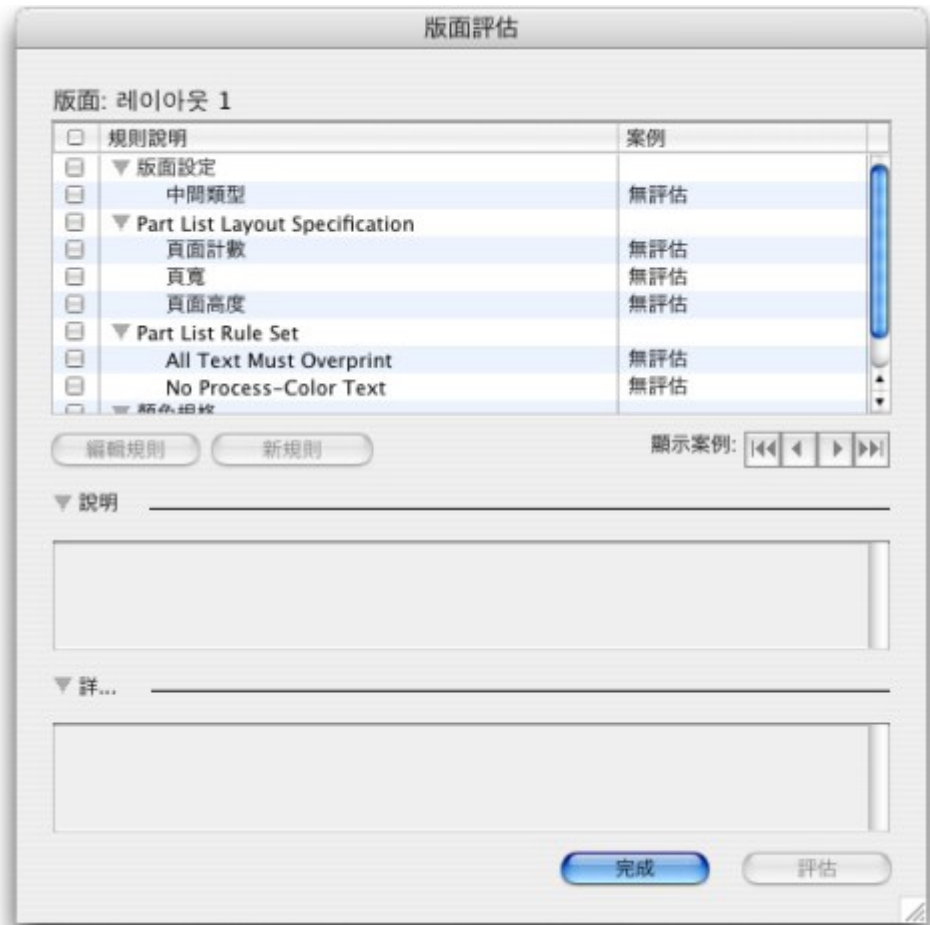 版面評估
版面: 레이아웃 1
規則說明 案例
版面設定
中間類型 無評估
Part List Layout Specification
頁面計數 無評估
頁寬 無評估
頁面高度 無評估
Part List Rule Set
All Text Must Overprint 無評估
No Process-Color Text 無評估
顏色規格
編輯規則 新規則 顯示案例:
說明
詳...
完成 評估